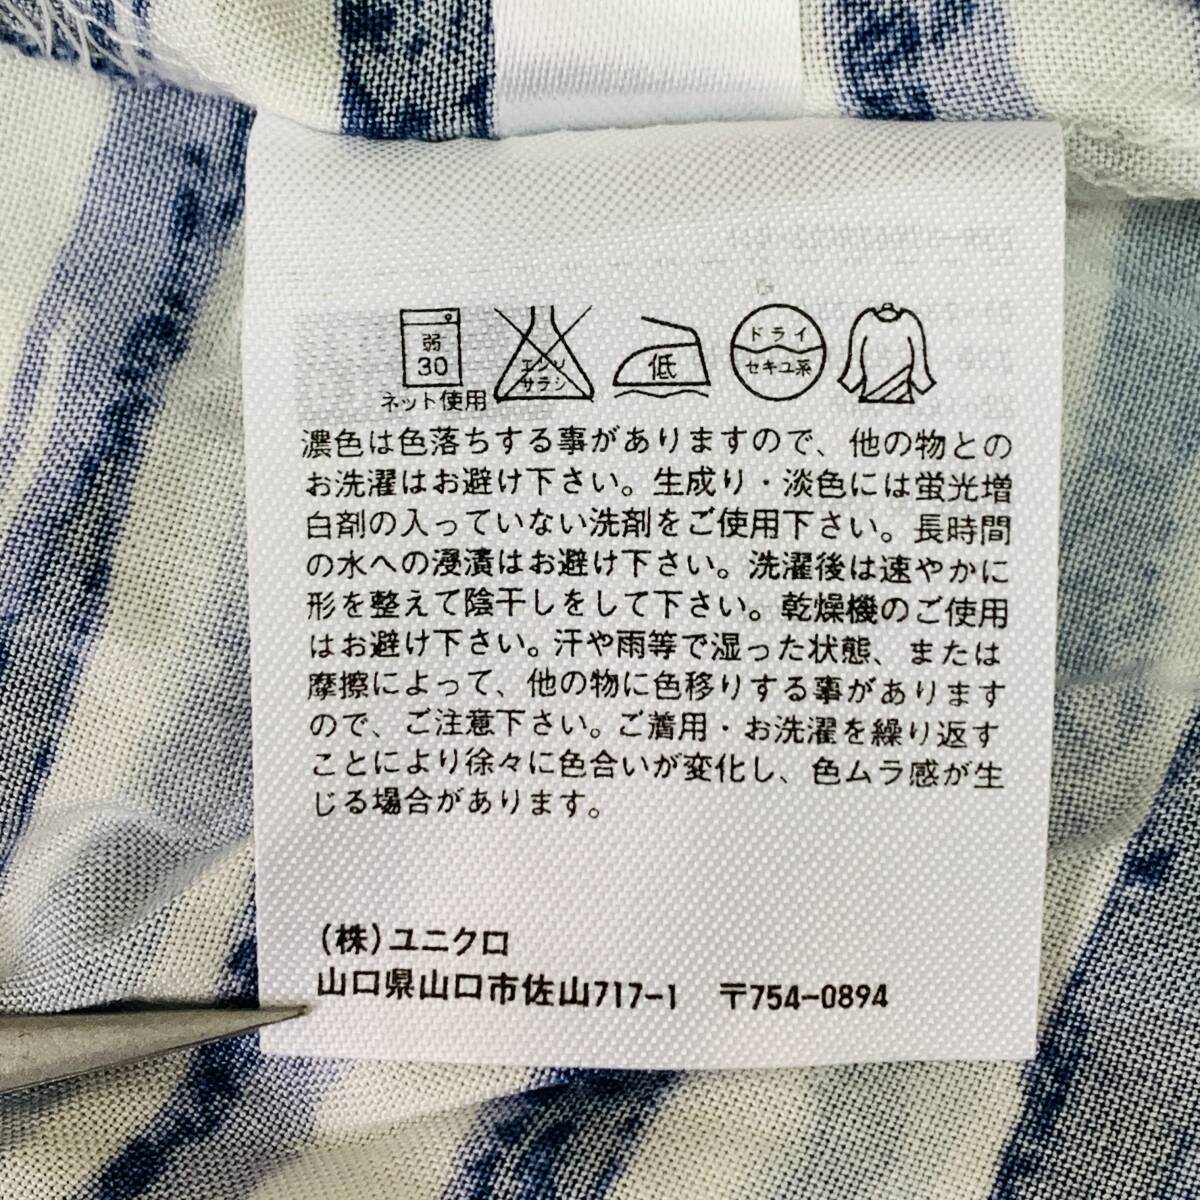 弱
30
ネット使用
エンソ
サラシ
低
ドライ
セキユ系
濃色は色落ちする事がありますので、他の物との
お洗濯はお避け下さい。生成り・淡色には蛍光増
白剤の入っていない洗剤をご使用下さい。長時間
の水への浸漬はお避け下さい。洗濯後は速やかに
形を整えて陰干しをして下さい。乾燥機のご使用
はお避け下さい。汗や雨等で湿った状態、または
摩擦によって、他の物に色移りする事があります
ので、ご注意下さい。ご着用・お洗濯を繰り返す
ことにより徐々に色合いが変化し、色ムラ感が生
じる場合があります。
(株)ユニクロ
山口県山口市佐山717-1 〒754-0894